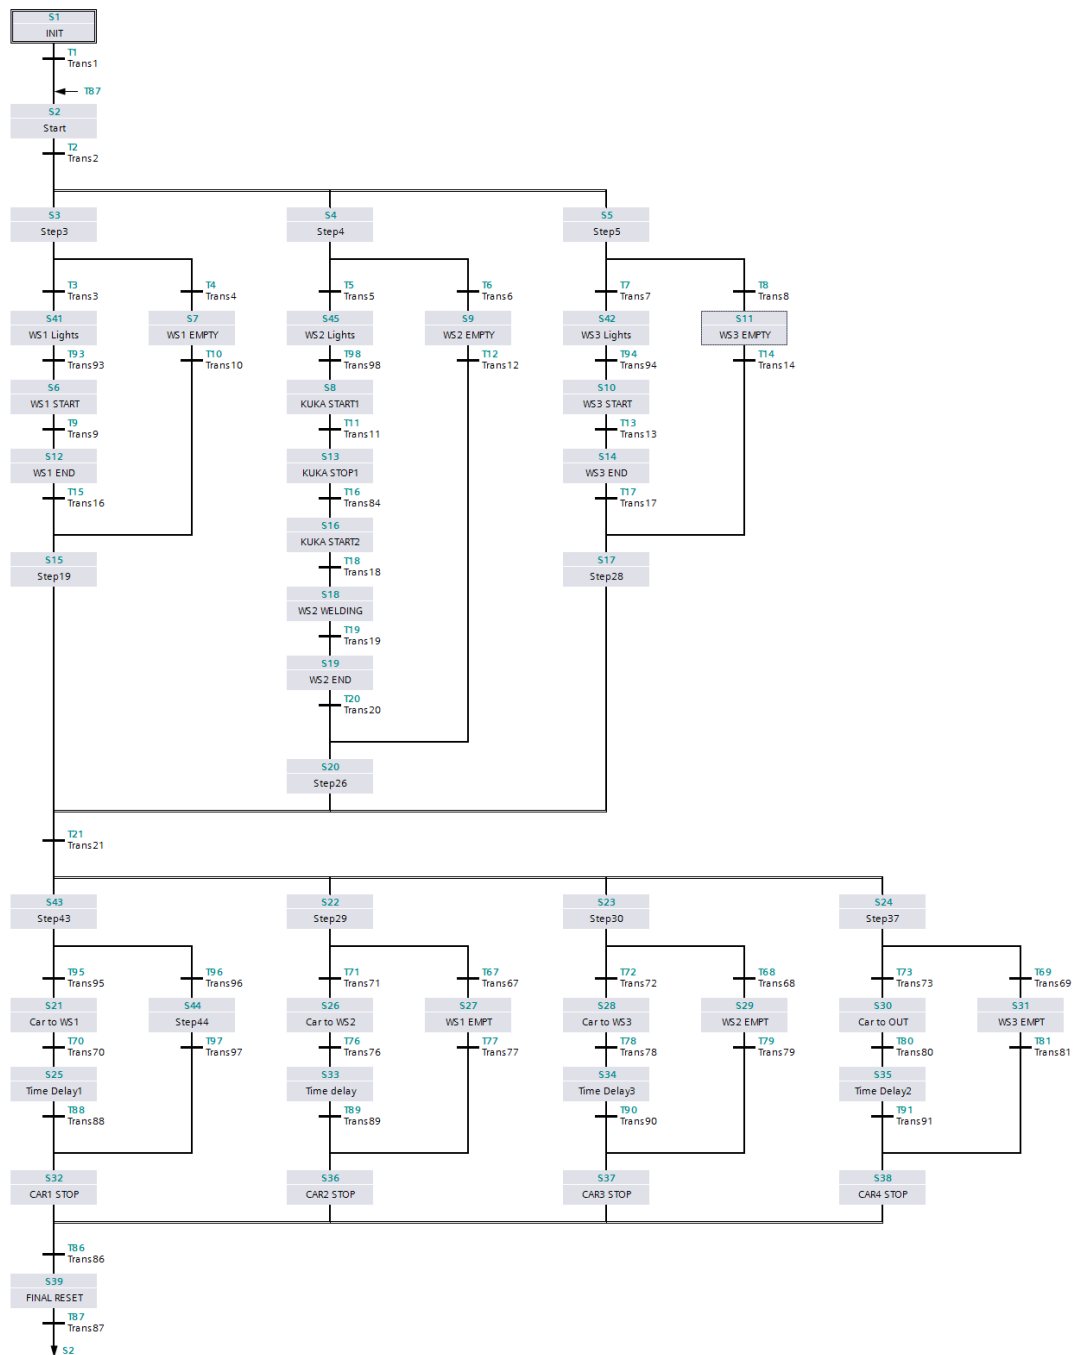 S1
INIT
T1
Trans1
T87
S2
Start
T2
Trans2
S3
Step3
S4
Step4
S5
Step5
T3
Trans3
T4
Trans4
T5
Trans5
T6
Trans6
T7
Trans7
T8
Trans8
S41
WS1 Lights
S7
WS1 EMPTY
S45
WS2 Lights
S9
WS2 EMPTY
S42
WS3 Lights
S11
WS3 EMPTY
T93
Trans93
T10
Trans10
T98
Trans98
T12
Trans12
T94
Trans94
T14
Trans14
S6
WS1 START
S8
KUKA START1
S10
WS3 START
T9
Trans9
T11
Trans11
T13
Trans13
S12
WS1 END
S13
KUKA STOP1
S14
WS3 END
T15
Trans16
T16
Trans84
T17
Trans17
S16
KUKA START2
S15
Step19
S17
Step28
T18
Trans18
S18
WS2 WELDING
T19
Trans19
S19
WS2 END
T20
Trans20
S20
Step26
T21
Trans21
S43
Step43
S22
Step29
S23
Step30
S24
Step37
T95
Trans95
T96
Trans96
T71
Trans71
T67
Trans67
T72
Trans72
T68
Trans68
T73
Trans73
T69
Trans69
S21
Car to WS1
S44
Step44
S26
Car to WS2
S27
WS1 EMPT
S28
Car to WS3
S29
WS2 EMPT
S30
Car to OUT
S31
WS3 EMPT
T70
Trans70
T97
Trans97
T76
Trans76
T77
Trans77
T78
Trans78
T79
Trans79
T80
Trans80
T81
Trans81
S25
Time Delay1
S33
Time delay
S34
Time Delay3
S35
Time Delay2
T88
Trans88
T89
Trans89
T90
Trans90
T91
Trans91
S32
CAR1 STOP
S36
CAR2 STOP
S37
CAR3 STOP
S38
CAR4 STOP
T86
Trans86
S39
FINAL RESET
T87
Trans87
S2